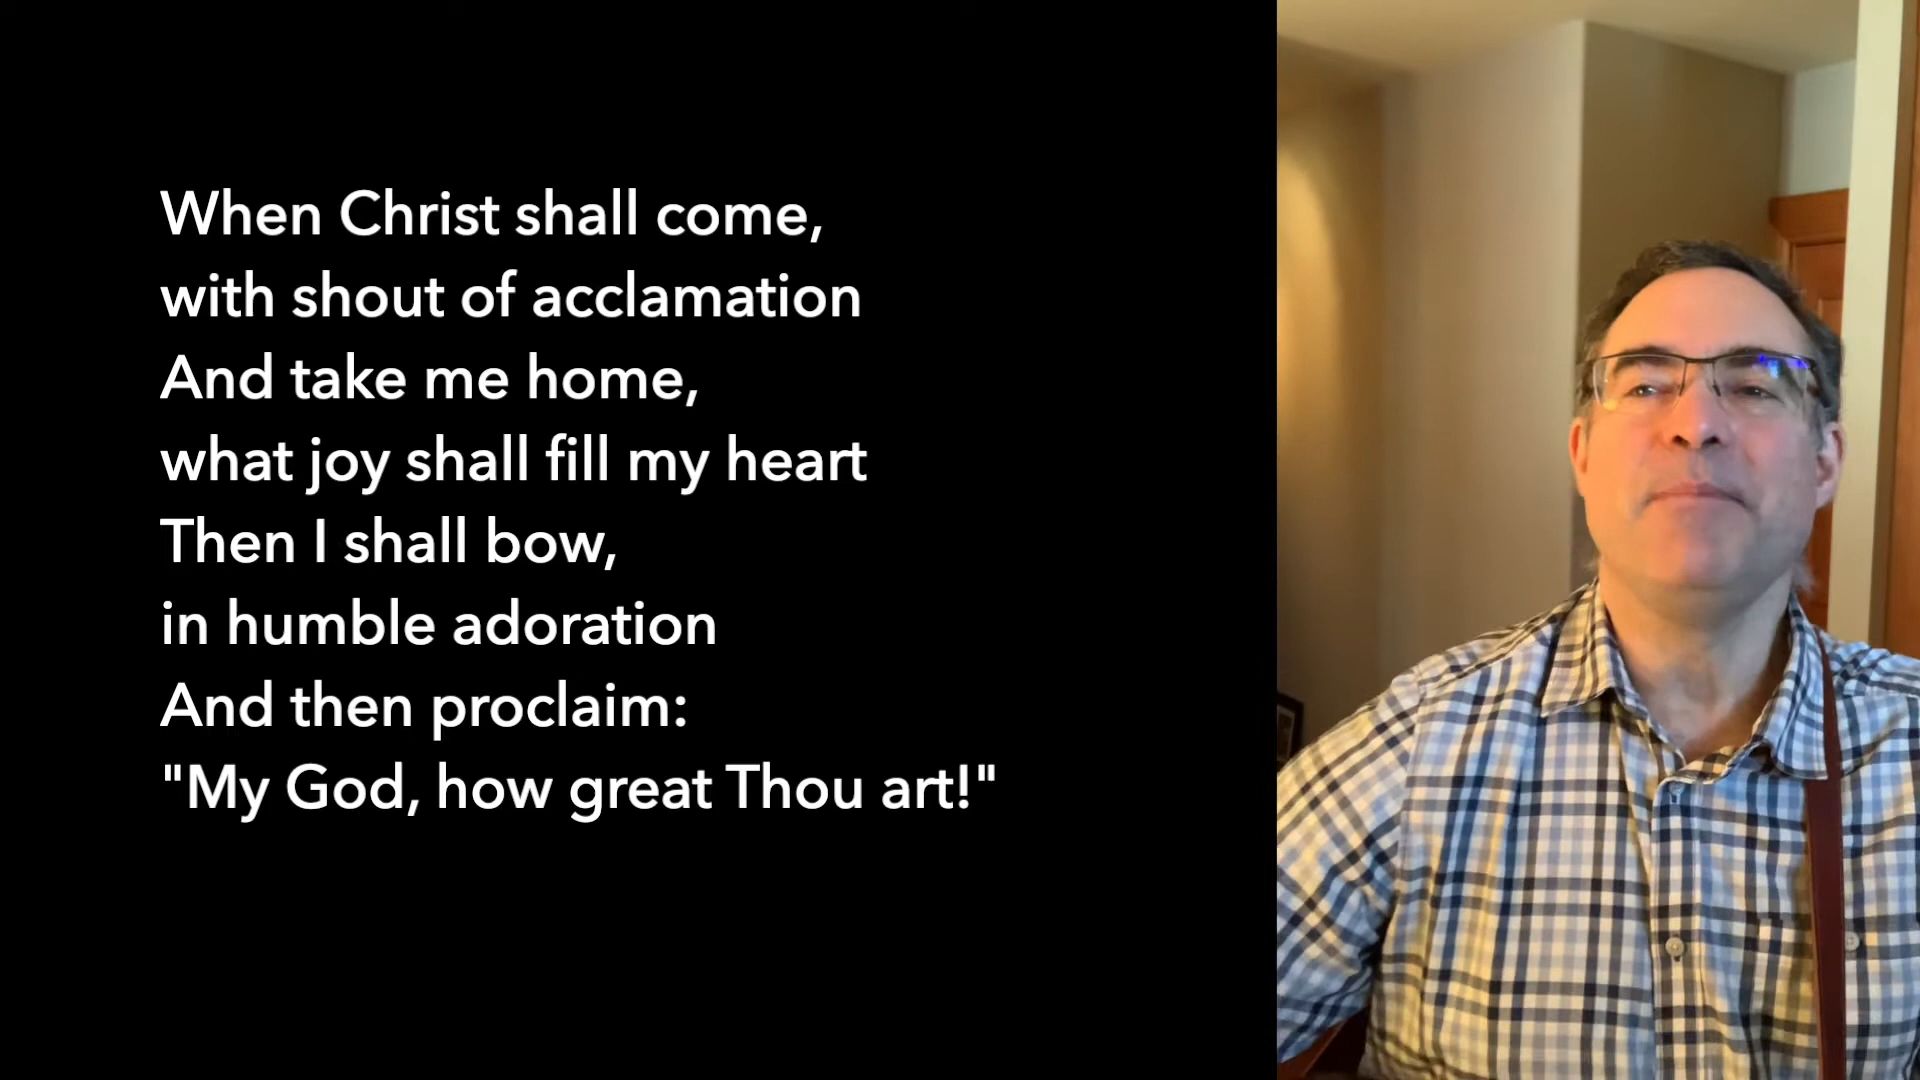 When Christ shall come,
with shout of acclamation
And take me home,
what joy shall fill my heart
Then I shall bow,
in humble adoration
And then proclaim:
"My God, how great Thou art!"